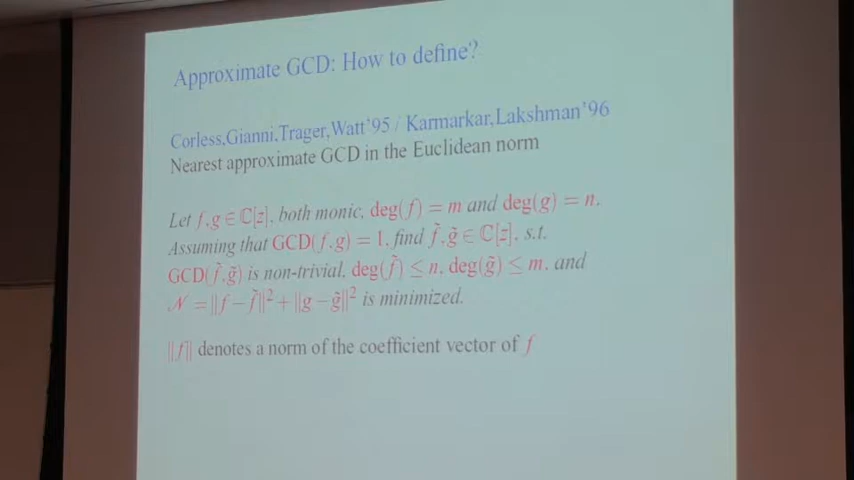 Approximate GCD: How to define?
Corless,Gianni,Trager,Watt'95 / Karmarkar,Lakshman'96
Nearest approximate GCD in the Euclidean norm
Let f,g ∈ ℂ[z], both monic, deg(f) = m and deg(g) = n.
Assuming that GCD(f,g) = 1, find f̃,g̃ ∈ ℂ[z], s.t.
GCD(f̃,g̃) is non-trivial, deg(f̃) ≤ n, deg(g̃) ≤ m, and
𝒩 = ||f − f̃||² + ||g − g̃||² is minimized.
||f|| denotes a norm of the coefficient vector of f